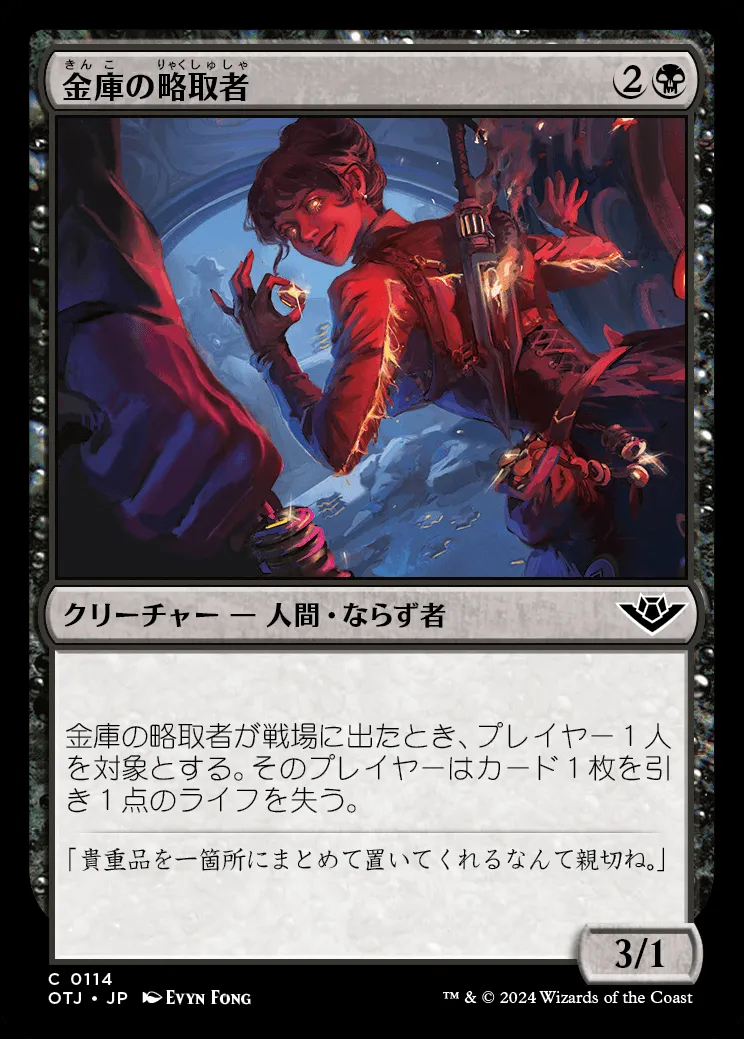 きんこ りゃくしゅしゃ
金庫の略取者
2
クリーチャー — 人間・ならず者
金庫の略取者が戦場に出たとき、プレイヤー1人
を対象とする。そのプレイヤーはカード1枚を引
き1点のライフを失う。
「貴重品を一箇所にまとめて置いてくれるなんて親切ね。」
3/1
C 0114
OTJ • JP Evyn Fong
™ & © 2024 Wizards of the Coast